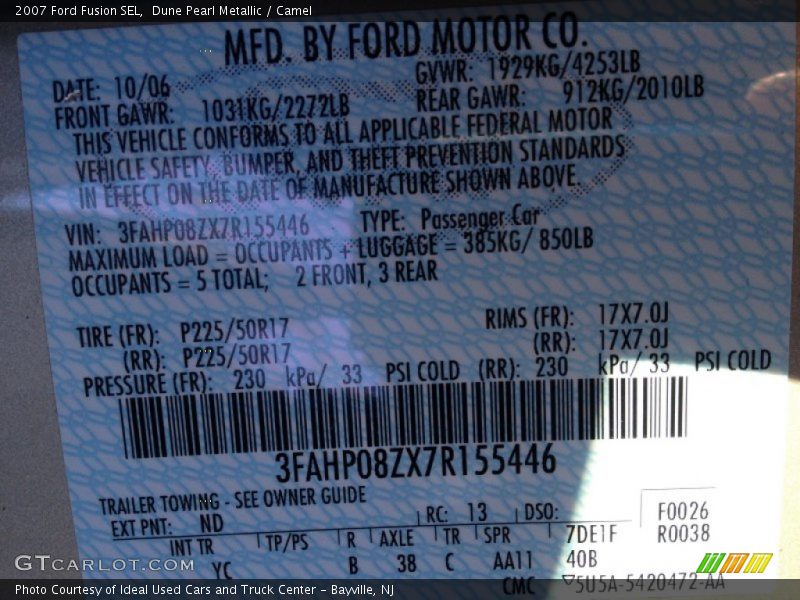 2007 Ford Fusion SEL, Dune Pearl Metallic / Camel
MFD. BY FORD MOTOR CO.
DATE: 10/06 GVWR: 1929KG/4253LB
FRONT GAWR: 1031KG/2272LB REAR GAWR: 912KG/2010LB
THIS VEHICLE CONFORMS TO ALL APPLICABLE FEDERAL MOTOR
VEHICLE SAFETY, BUMPER, AND THEFT PREVENTION STANDARDS
IN EFFECT ON THE DATE OF MANUFACTURE SHOWN ABOVE.
VIN: 3FAHP08ZX7R155446 TYPE: Passenger Car
MAXIMUM LOAD = OCCUPANTS + LUGGAGE = 385KG/ 850LB
OCCUPANTS = 5 TOTAL; 2 FRONT, 3 REAR
TIRE (FR): P225/50R17 RIMS (FR): 17X7.0J
(RR): P225/50R17 (RR): 17X7.0J
PRESSURE (FR): 230 kPa/ 33 PSI COLD (RR): 230 kPa/ 33 PSI COLD
3FAHP08ZX7R155446
TRAILER TOWING - SEE OWNER GUIDE
EXT PNT: ND RC: 13 DSO: F0026
INT TR TP/PS R AXLE TR SPR 7DE1F R0038
YC B 38 C AA11 40B
CMC 5U5A-5420472-AA
GTCarLot.com
Photo Courtesy of Ideal Used Cars and Truck Center - Bayville, NJ